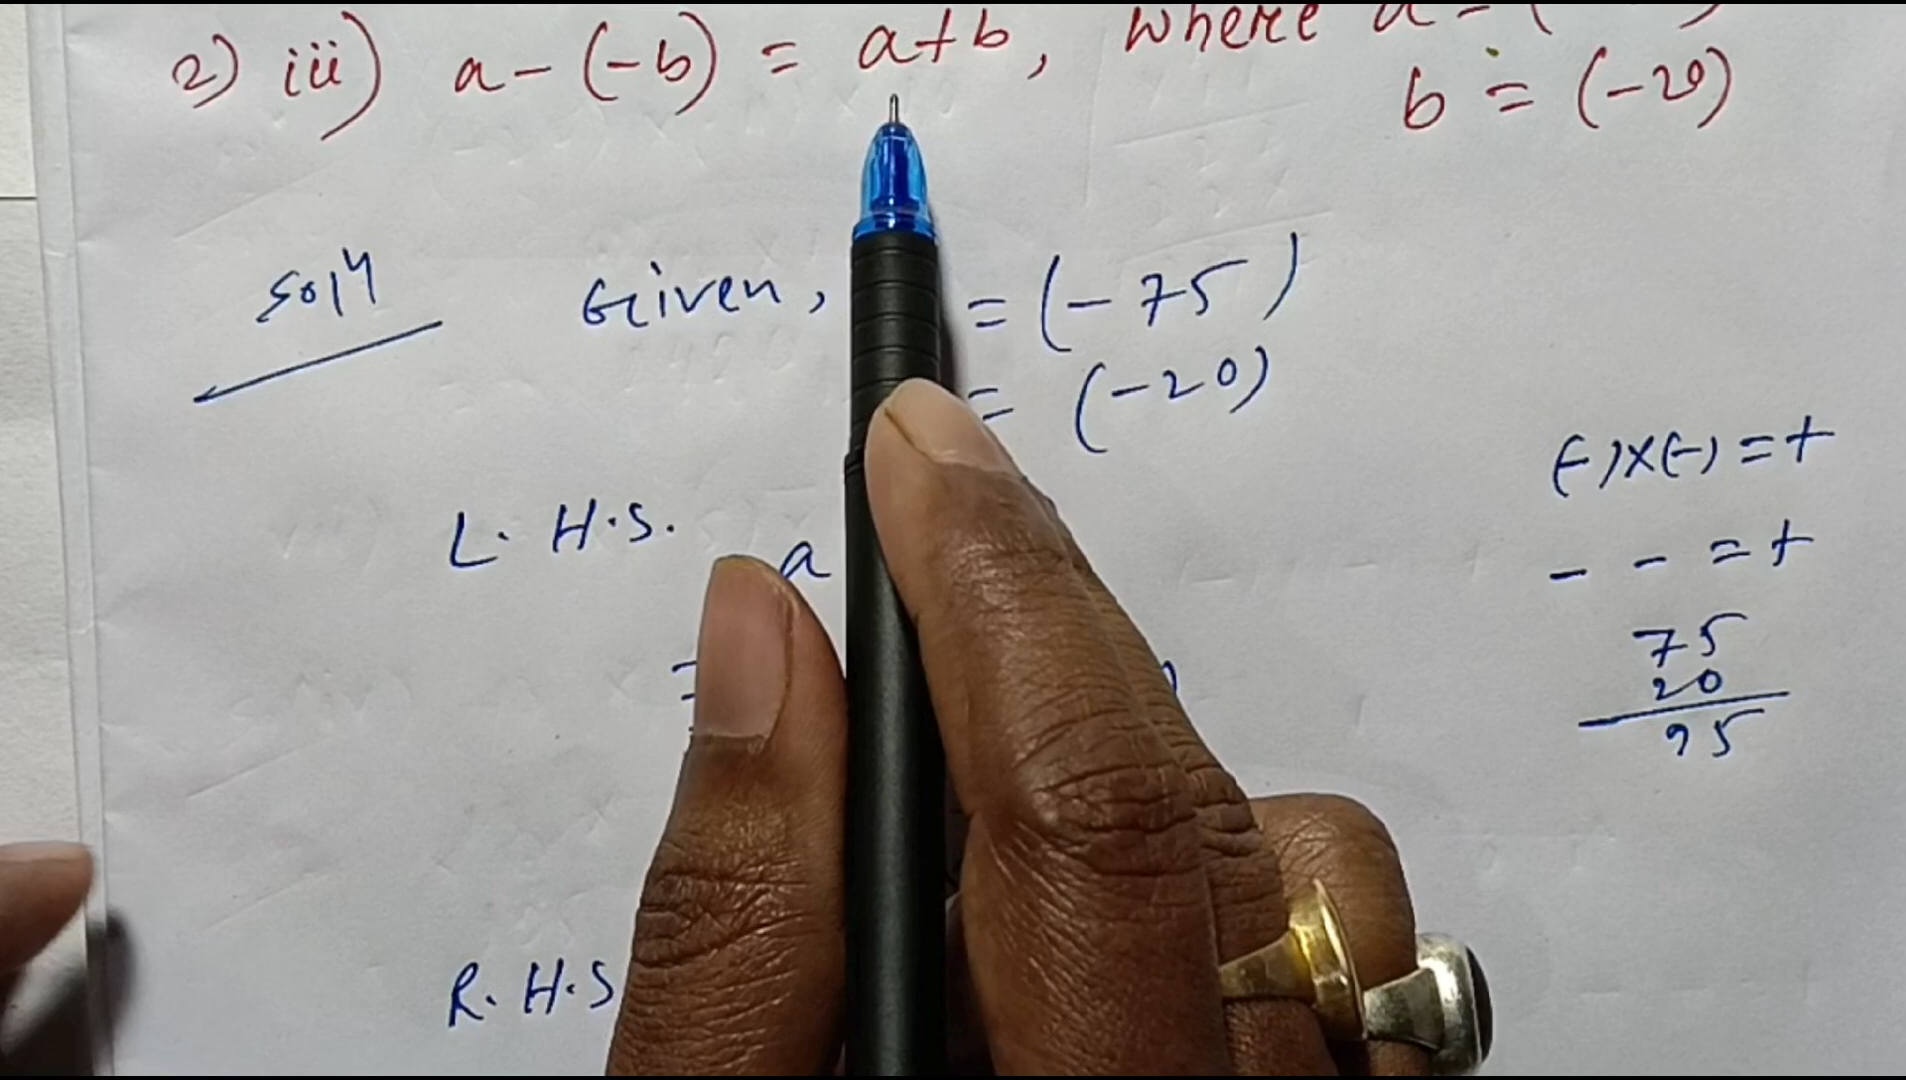 2) iii) a - (-b) = a+b, where a = (
b = (-20)
Soln Given, = (-75)
= (-20)
(-)×(-) = +
L.H.S. a
- - = +
75
=
20
95
R.H.S